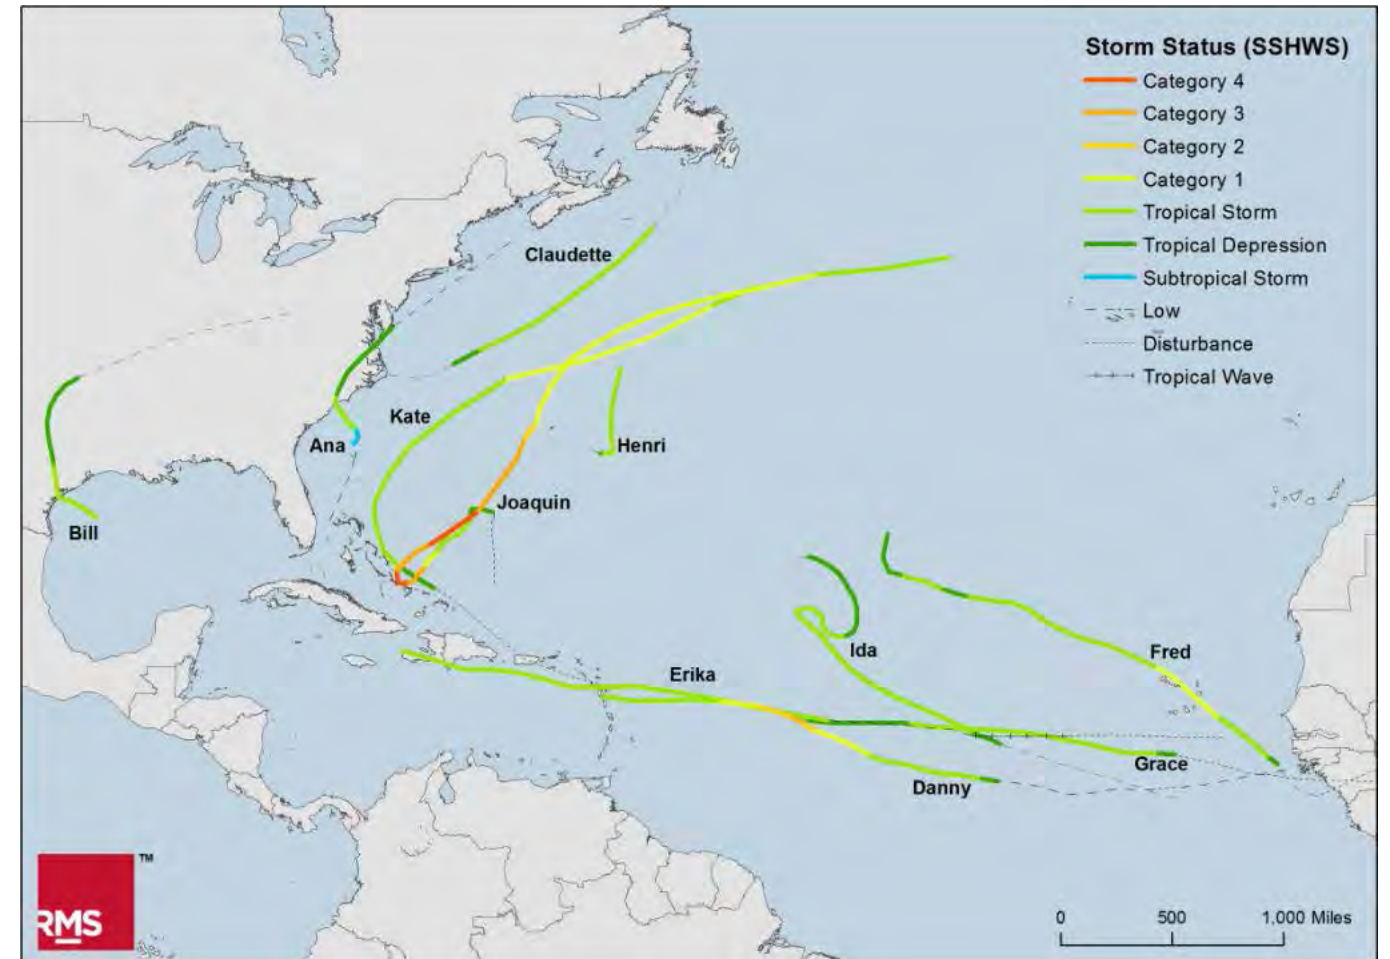 Storm Status (SSHWS)
Category 4
Category 3
Category 2
Category 1
Tropical Storm
Tropical Depression
Subtropical Storm
Low
Disturbance
Tropical Wave
Claudette
Kate
Ana
Henri
Bill
Joaquin
Ida
Fred
Erika
Grace
Danny
RMS
TM
0 500 1,000 Miles